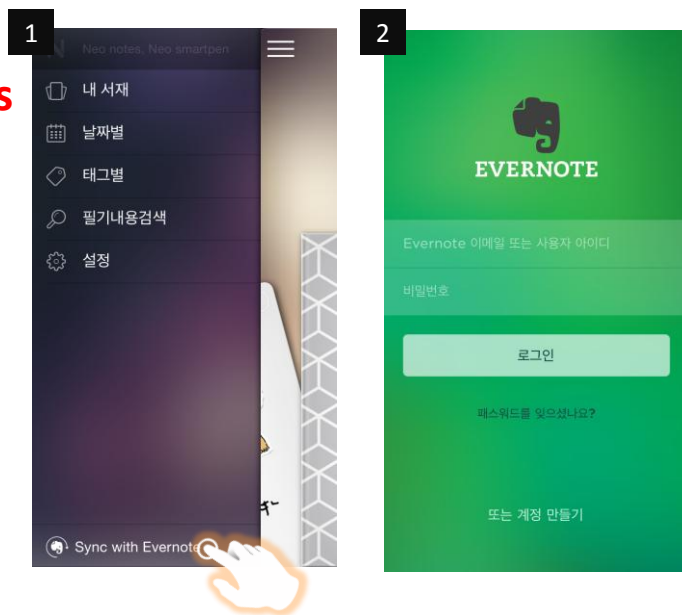 1
Neo notes, Neo smartpen
s
내 서재
날짜별
태그별
필기내용검색
설정
Sync with Evernote
2
EVERNOTE
Evernote 이메일 또는 사용자 아이디
비밀번호
로그인
패스워드를 잊으셨나요?
또는 계정 만들기